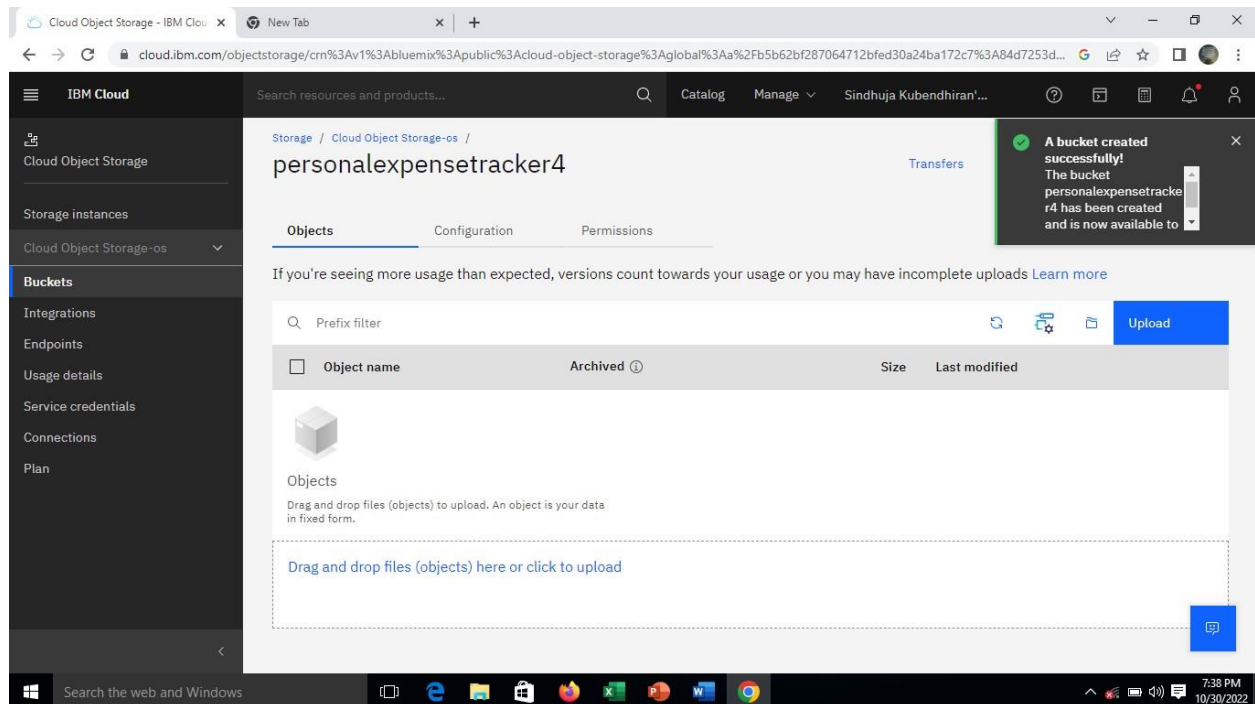 Cloud Object Storage - IBM Clou
New Tab
cloud.ibm.com/objectstorage/crn%3Av1%3Abluemix%3Apublic%3Acloud-object-storage%3Aglobal%3Aa%2Fb5b62bf287064712bfed30a24ba172c7%3A84d7253d...
IBM Cloud
Search resources and products...
Catalog
Manage
Sindhuja Kubendhiran'...
Cloud Object Storage
Storage instances
Cloud Object Storage-os
Buckets
Integrations
Endpoints
Usage details
Service credentials
Connections
Plan
Storage / Cloud Object Storage-os /
personalexpensetracker4
Transfers
A bucket created
successfully!
The bucket
personalexpensetracke
r4 has been created
and is now available to
Objects
Configuration
Permissions
If you're seeing more usage than expected, versions count towards your usage or you may have incomplete uploads Learn more
Prefix filter
Upload
Object name
Archived
Size
Last modified
Objects
Drag and drop files (objects) to upload. An object is your data
in fixed form.
Drag and drop files (objects) here or click to upload
Search the web and Windows
7:38 PM
10/30/2022